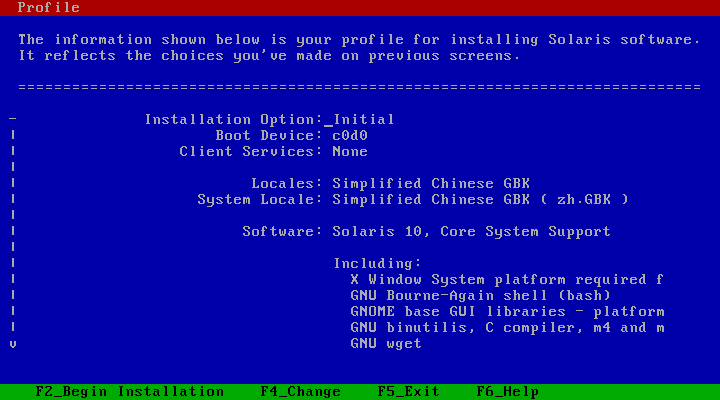 Profile
The information shown below is your profile for installing Solaris software.
It reflects the choices you've made on previous screens.
============================================================================
Installation Option: Initial
Boot Device: c0d0
Client Services: None
Locales: Simplified Chinese GBK
System Locale: Simplified Chinese GBK ( zh.GBK )
Software: Solaris 10, Core System Support
Including:
X Window System platform required f
GNU Bourne-Again shell (bash)
GNOME base GUI libraries - platform
GNU binutilis, C compiler, m4 and m
GNU wget
F2_Begin Installation F4_Change F5_Exit F6_Help